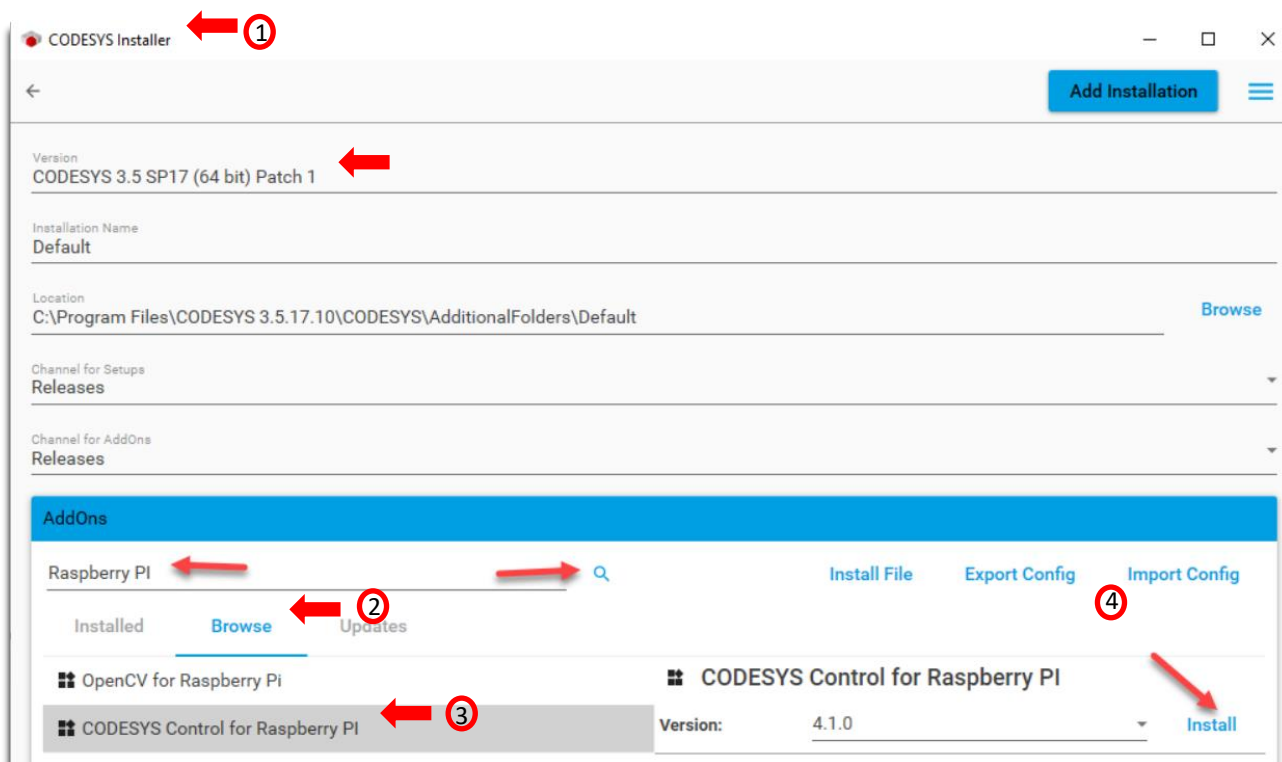 CODESYS Installer
1
Add Installation
Version
CODESYS 3.5 SP17 (64 bit) Patch 1
Installation Name
Default
Location
C:\Program Files\CODESYS 3.5.17.10\CODESYS\AdditionalFolders\Default
Browse
Channel for Setups
Releases
Channel for AddOns
Releases
AddOns
Raspberry PI
Install File Export Config Import Config
2
4
Installed Browse Updates
OpenCV for Raspberry Pi
CODESYS Control for Raspberry PI
CODESYS Control for Raspberry PI
3
Version: 4.1.0 Install